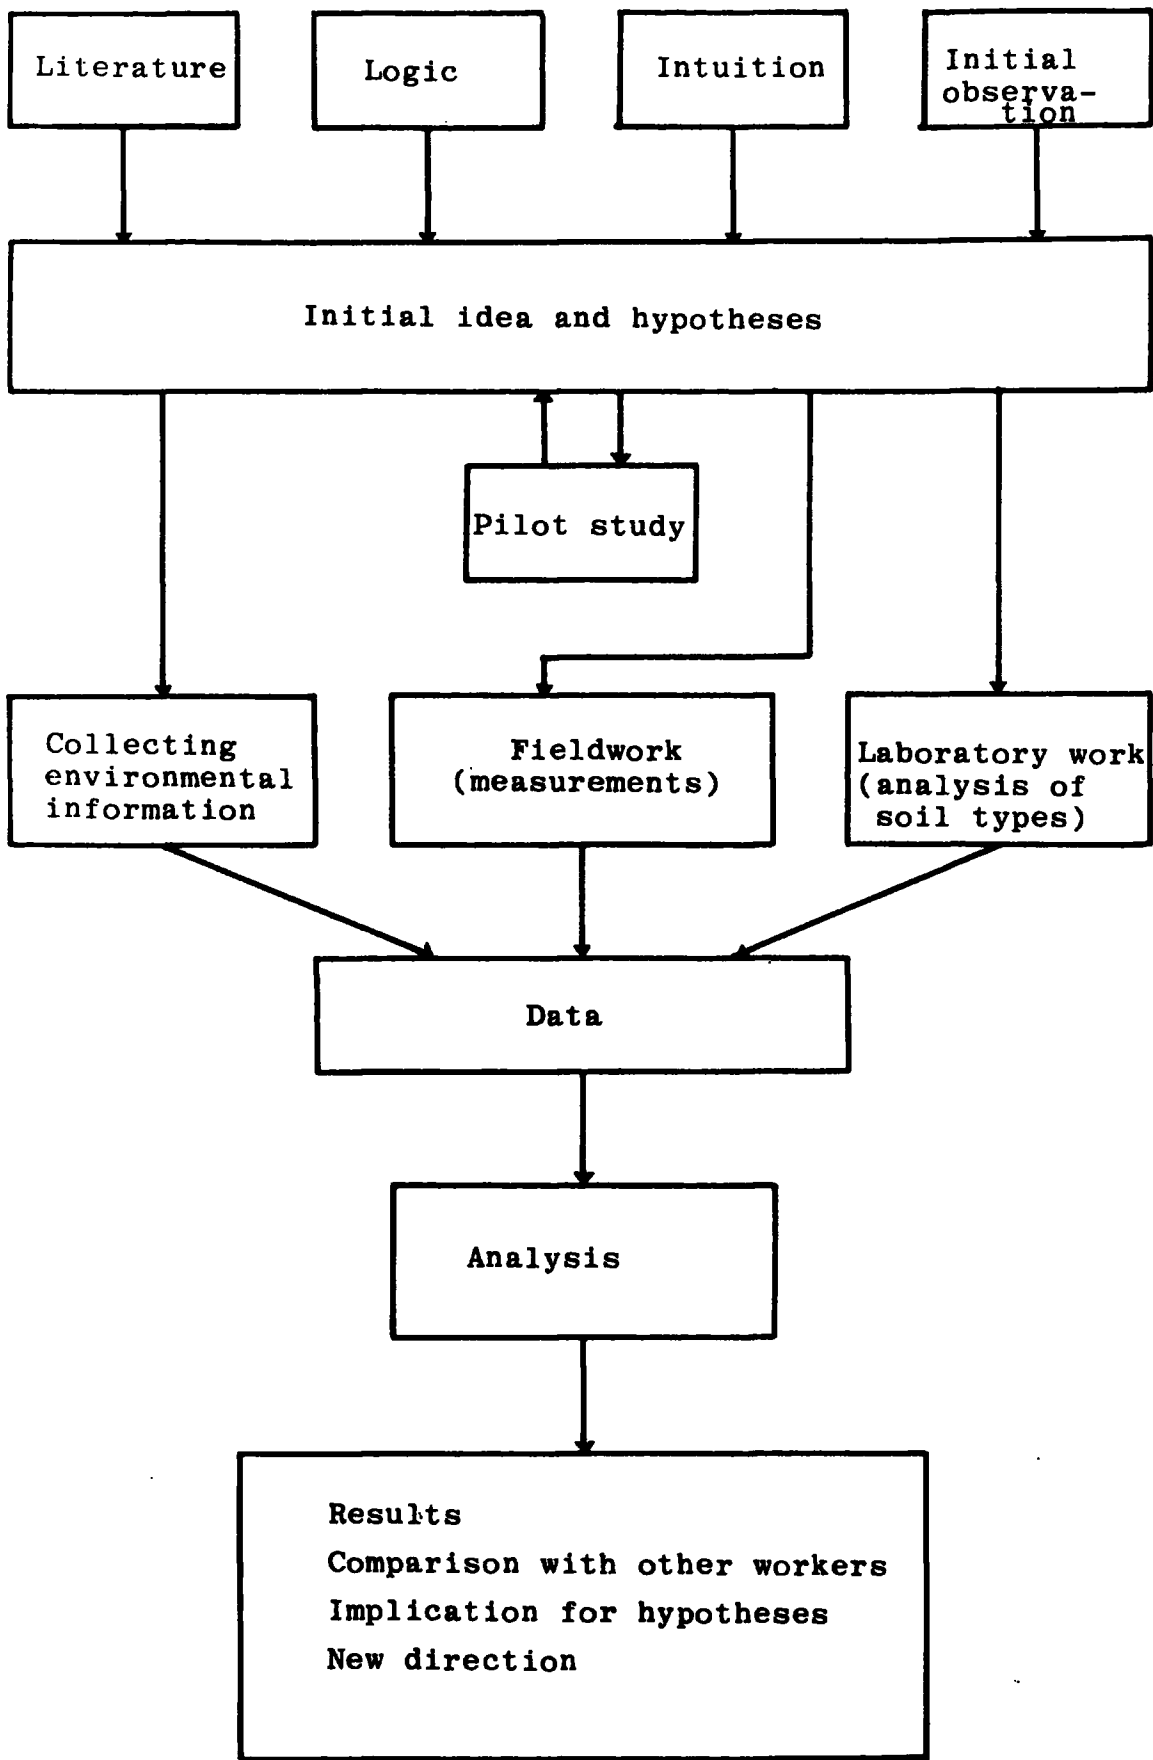 Literature
Logic
Intuition
Initial
observa-
tion
Initial idea and hypotheses
Pilot study
Collecting
environmental
information
Fieldwork
(measurements)
Laboratory work
(analysis of
soil types)
Data
Analysis
Results
Comparison with other workers
Implication for hypotheses
New direction